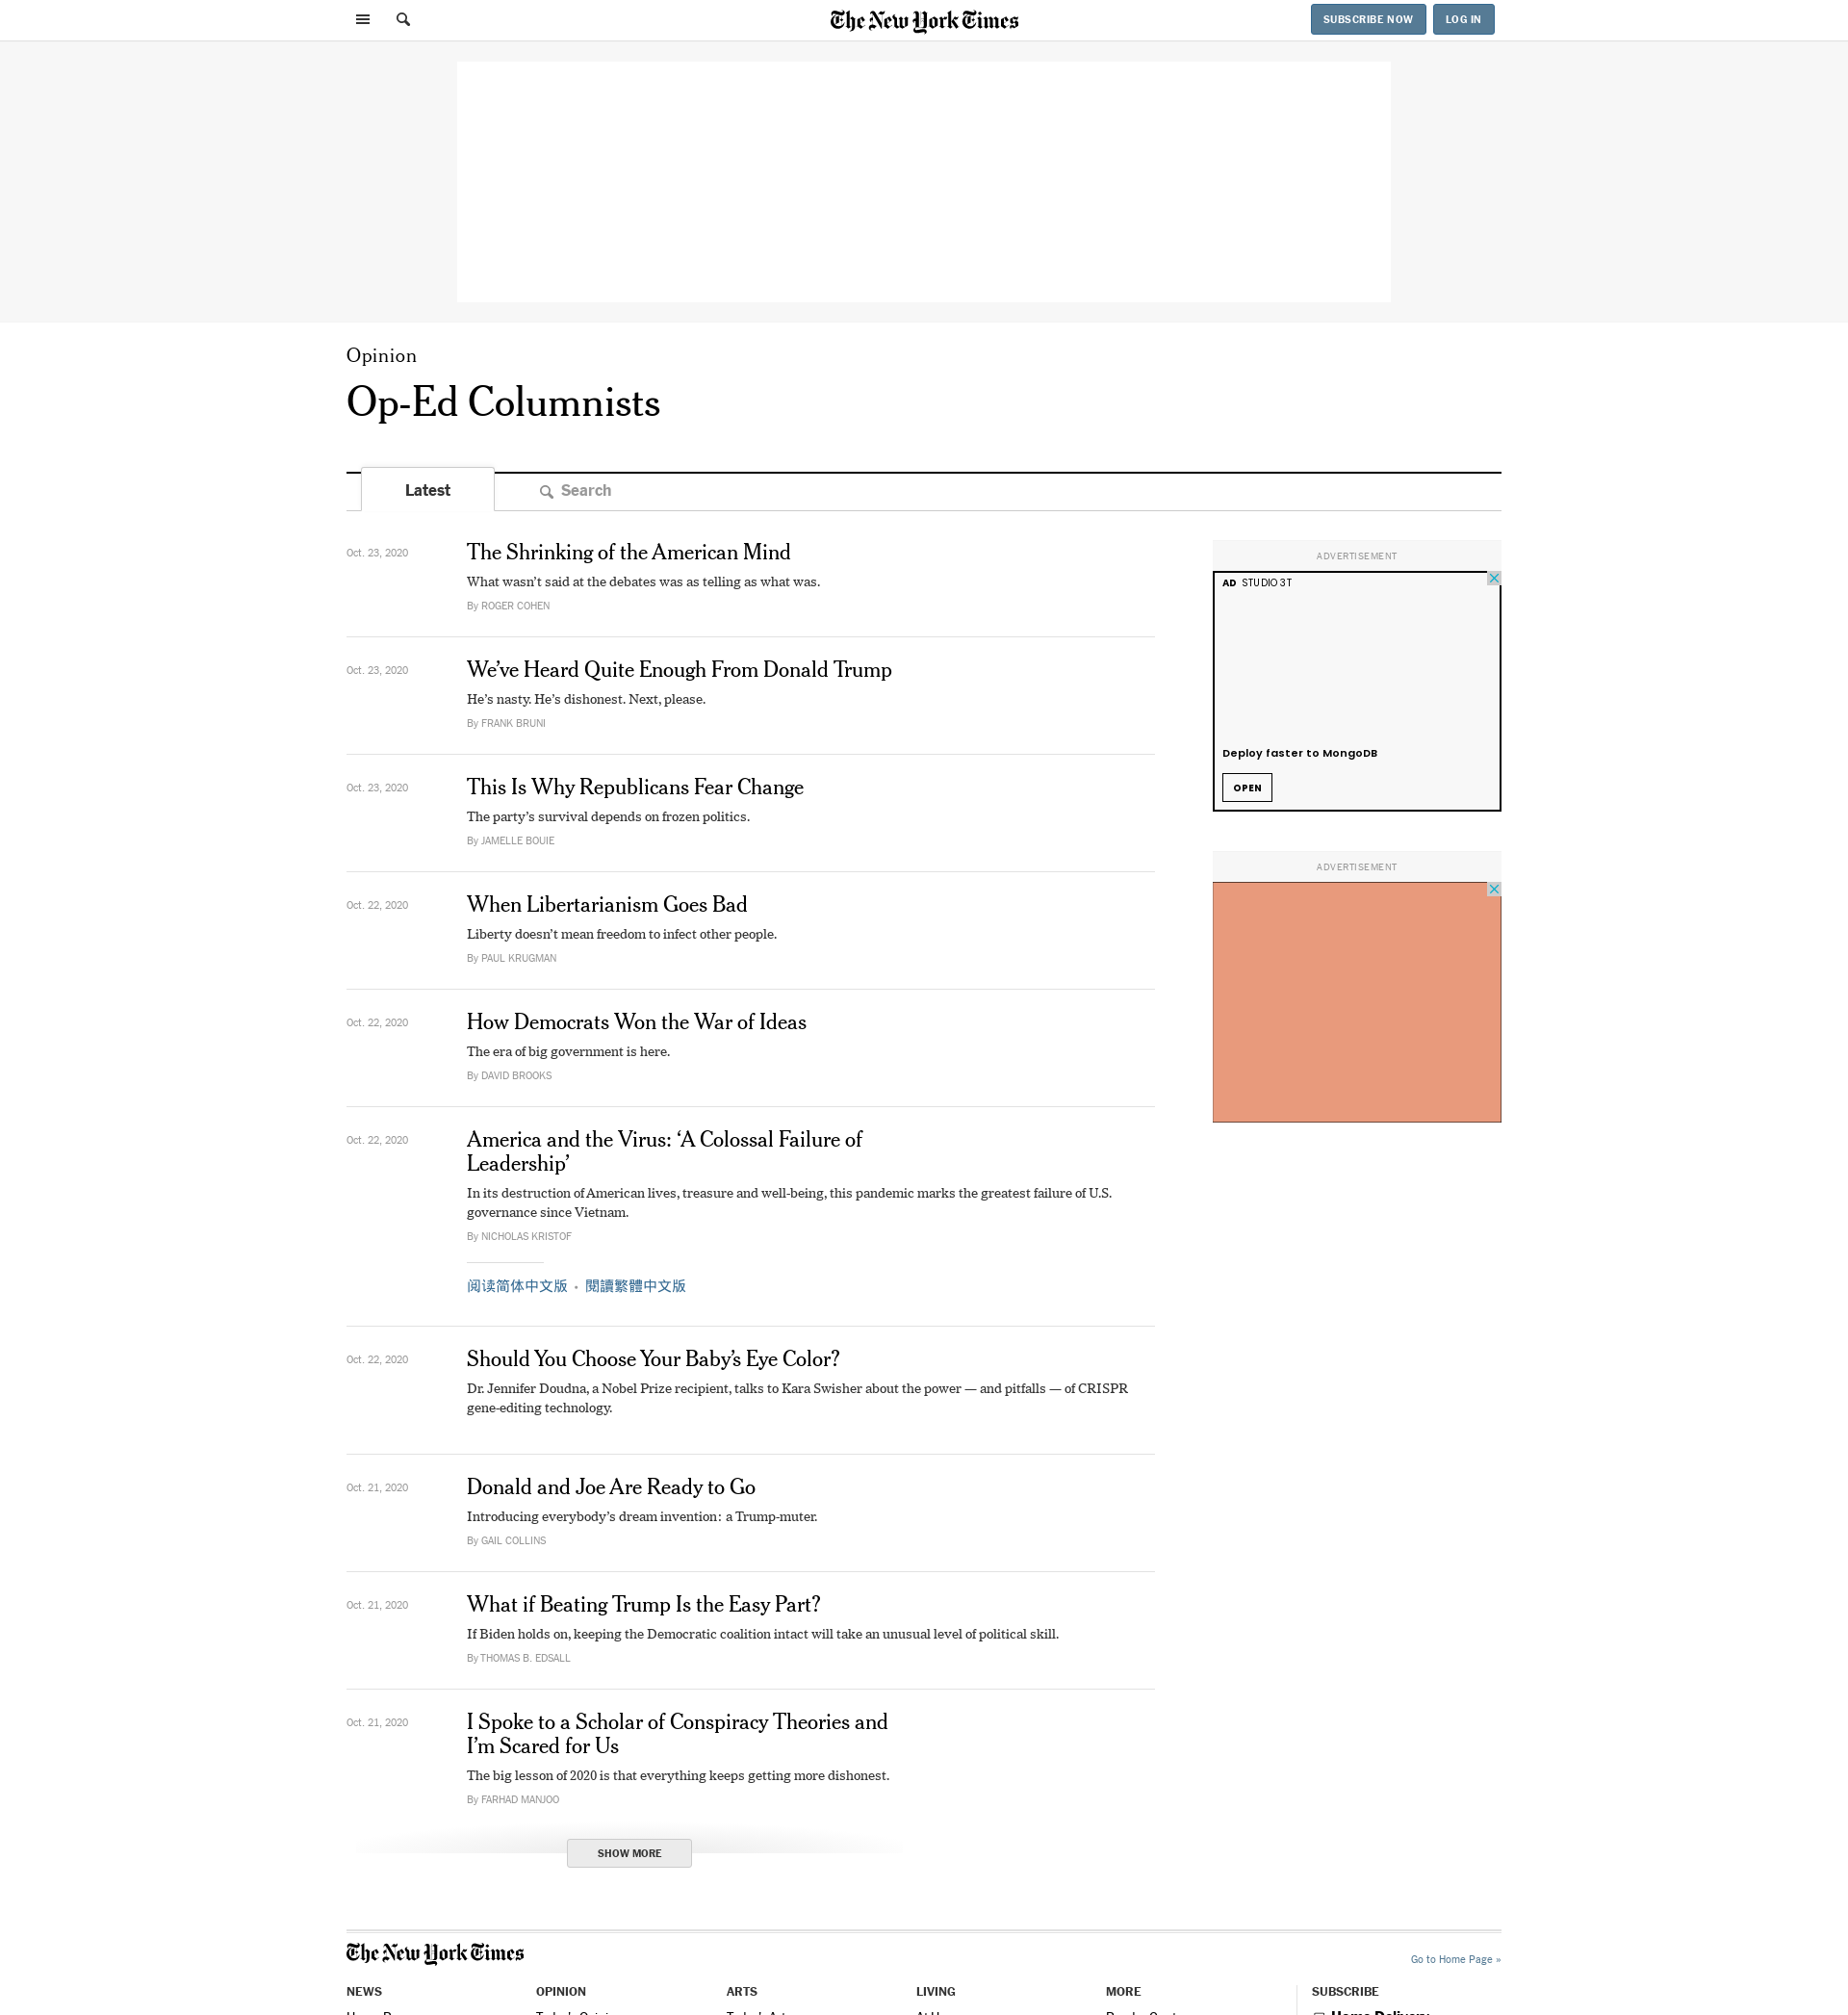 The New York Times
SUBSCRIBE NOW
LOG IN
Opinion
Op-Ed Columnists
Latest
Search
Oct. 23, 2020
The Shrinking of the American Mind
What wasn’t said at the debates was as telling as what was.
By ROGER COHEN
Oct. 23, 2020
We’ve Heard Quite Enough From Donald Trump
He’s nasty. He’s dishonest. Next, please.
By FRANK BRUNI
Oct. 23, 2020
This Is Why Republicans Fear Change
The party’s survival depends on frozen politics.
By JAMELLE BOUIE
Oct. 22, 2020
When Libertarianism Goes Bad
Liberty doesn’t mean freedom to infect other people.
By PAUL KRUGMAN
Oct. 22, 2020
How Democrats Won the War of Ideas
The era of big government is here.
By DAVID BROOKS
Oct. 22, 2020
America and the Virus: ‘A Colossal Failure of
Leadership’
In its destruction of American lives, treasure and well-being, this pandemic marks the greatest failure of U.S.
governance since Vietnam.
By NICHOLAS KRISTOF
阅读简体中文版 • 閱讀繁體中文版
Oct. 22, 2020
Should You Choose Your Baby’s Eye Color?
Dr. Jennifer Doudna, a Nobel Prize recipient, talks to Kara Swisher about the power — and pitfalls — of CRISPR
gene-editing technology.
Oct. 21, 2020
Donald and Joe Are Ready to Go
Introducing everybody’s dream invention: a Trump-muter.
By GAIL COLLINS
Oct. 21, 2020
What if Beating Trump Is the Easy Part?
If Biden holds on, keeping the Democratic coalition intact will take an unusual level of political skill.
By THOMAS B. EDSALL
Oct. 21, 2020
I Spoke to a Scholar of Conspiracy Theories and
I’m Scared for Us
The big lesson of 2020 is that everything keeps getting more dishonest.
By FARHAD MANJOO
SHOW MORE
ADVERTISEMENT
AD STUDIO 3T
Deploy faster to MongoDB
OPEN
ADVERTISEMENT
The New York Times
Go to Home Page »
NEWS
OPINION
ARTS
LIVING
MORE
SUBSCRIBE